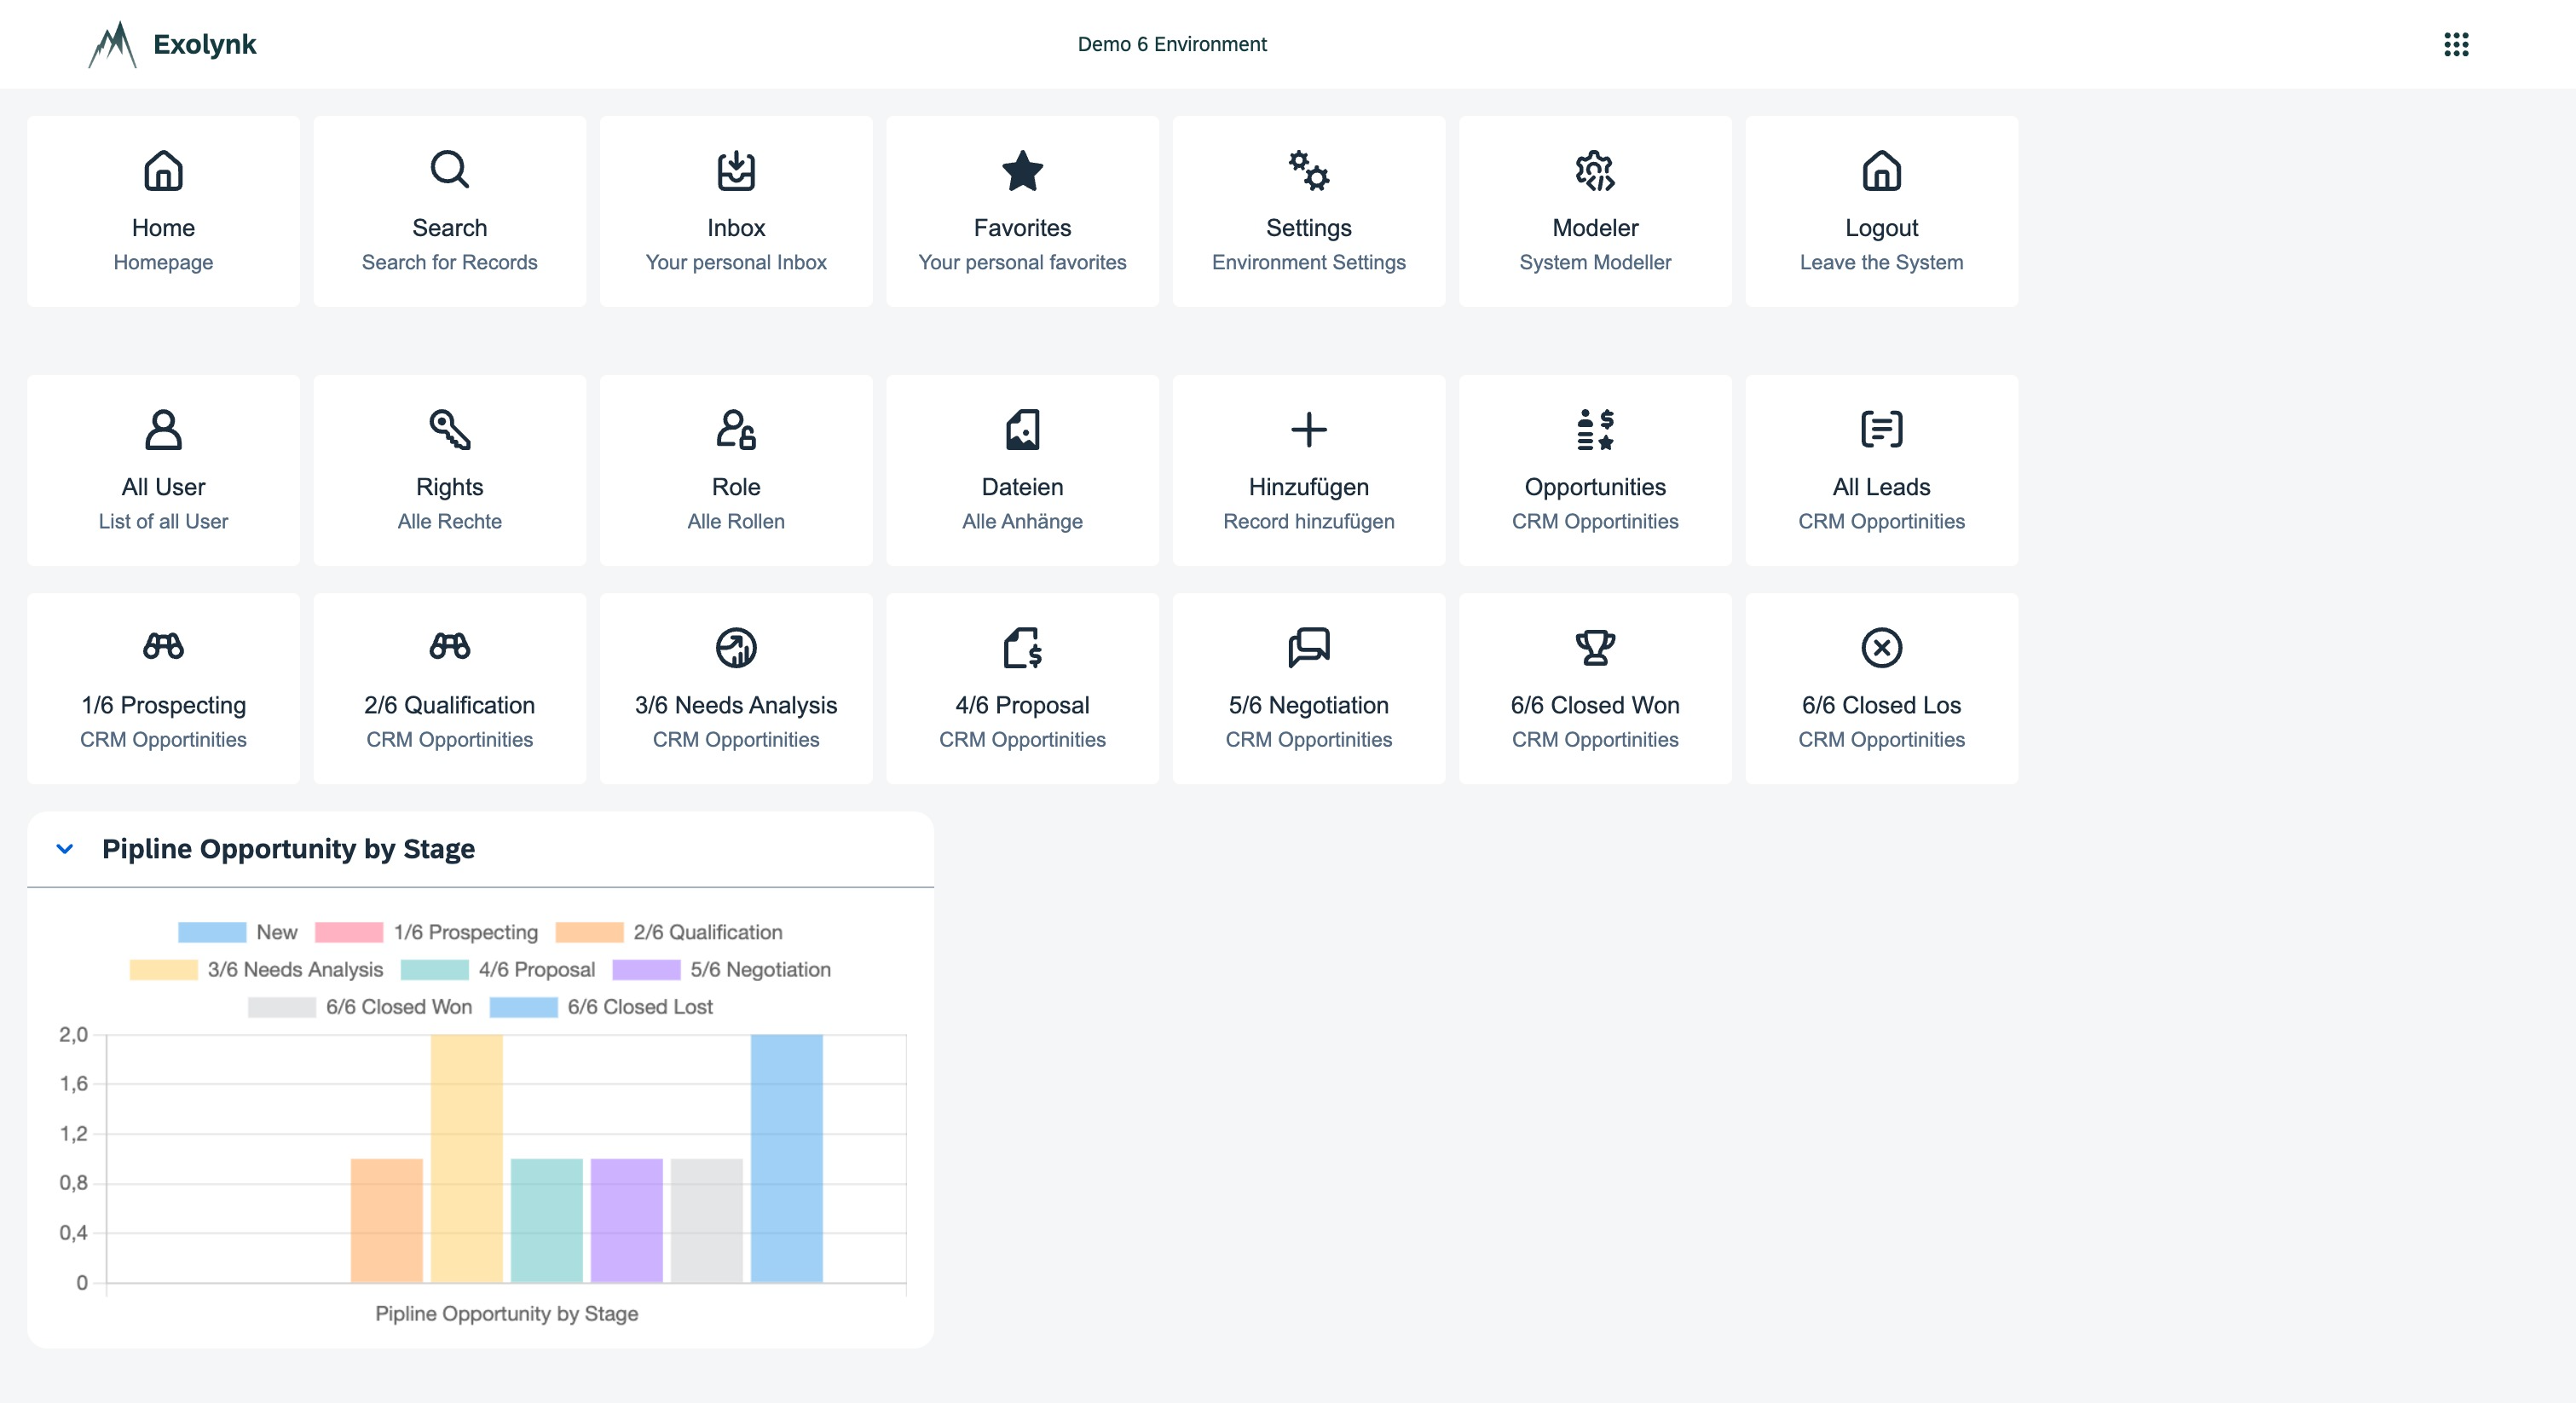 Exolynk
Demo 6 Environment
Home
Homepage
Search
Search for Records
Inbox
Your personal Inbox
Favorites
Your personal favorites
Settings
Environment Settings
Modeler
System Modeller
Logout
Leave the System
All User
List of all User
Rights
Alle Rechte
Role
Alle Rollen
Dateien
Alle Anhänge
Hinzufügen
Record hinzufügen
Opportunities
CRM Opportinities
All Leads
CRM Opportinities
1/6 Prospecting
CRM Opportinities
2/6 Qualification
CRM Opportinities
3/6 Needs Analysis
CRM Opportinities
4/6 Proposal
CRM Opportinities
5/6 Negotiation
CRM Opportinities
6/6 Closed Won
CRM Opportinities
6/6 Closed Los
CRM Opportinities
Pipline Opportunity by Stage
New 1/6 Prospecting 2/6 Qualification
3/6 Needs Analysis 4/6 Proposal 5/6 Negotiation
6/6 Closed Won 6/6 Closed Lost
2,0
1,6
1,2
0,8
0,4
0
Pipline Opportunity by Stage